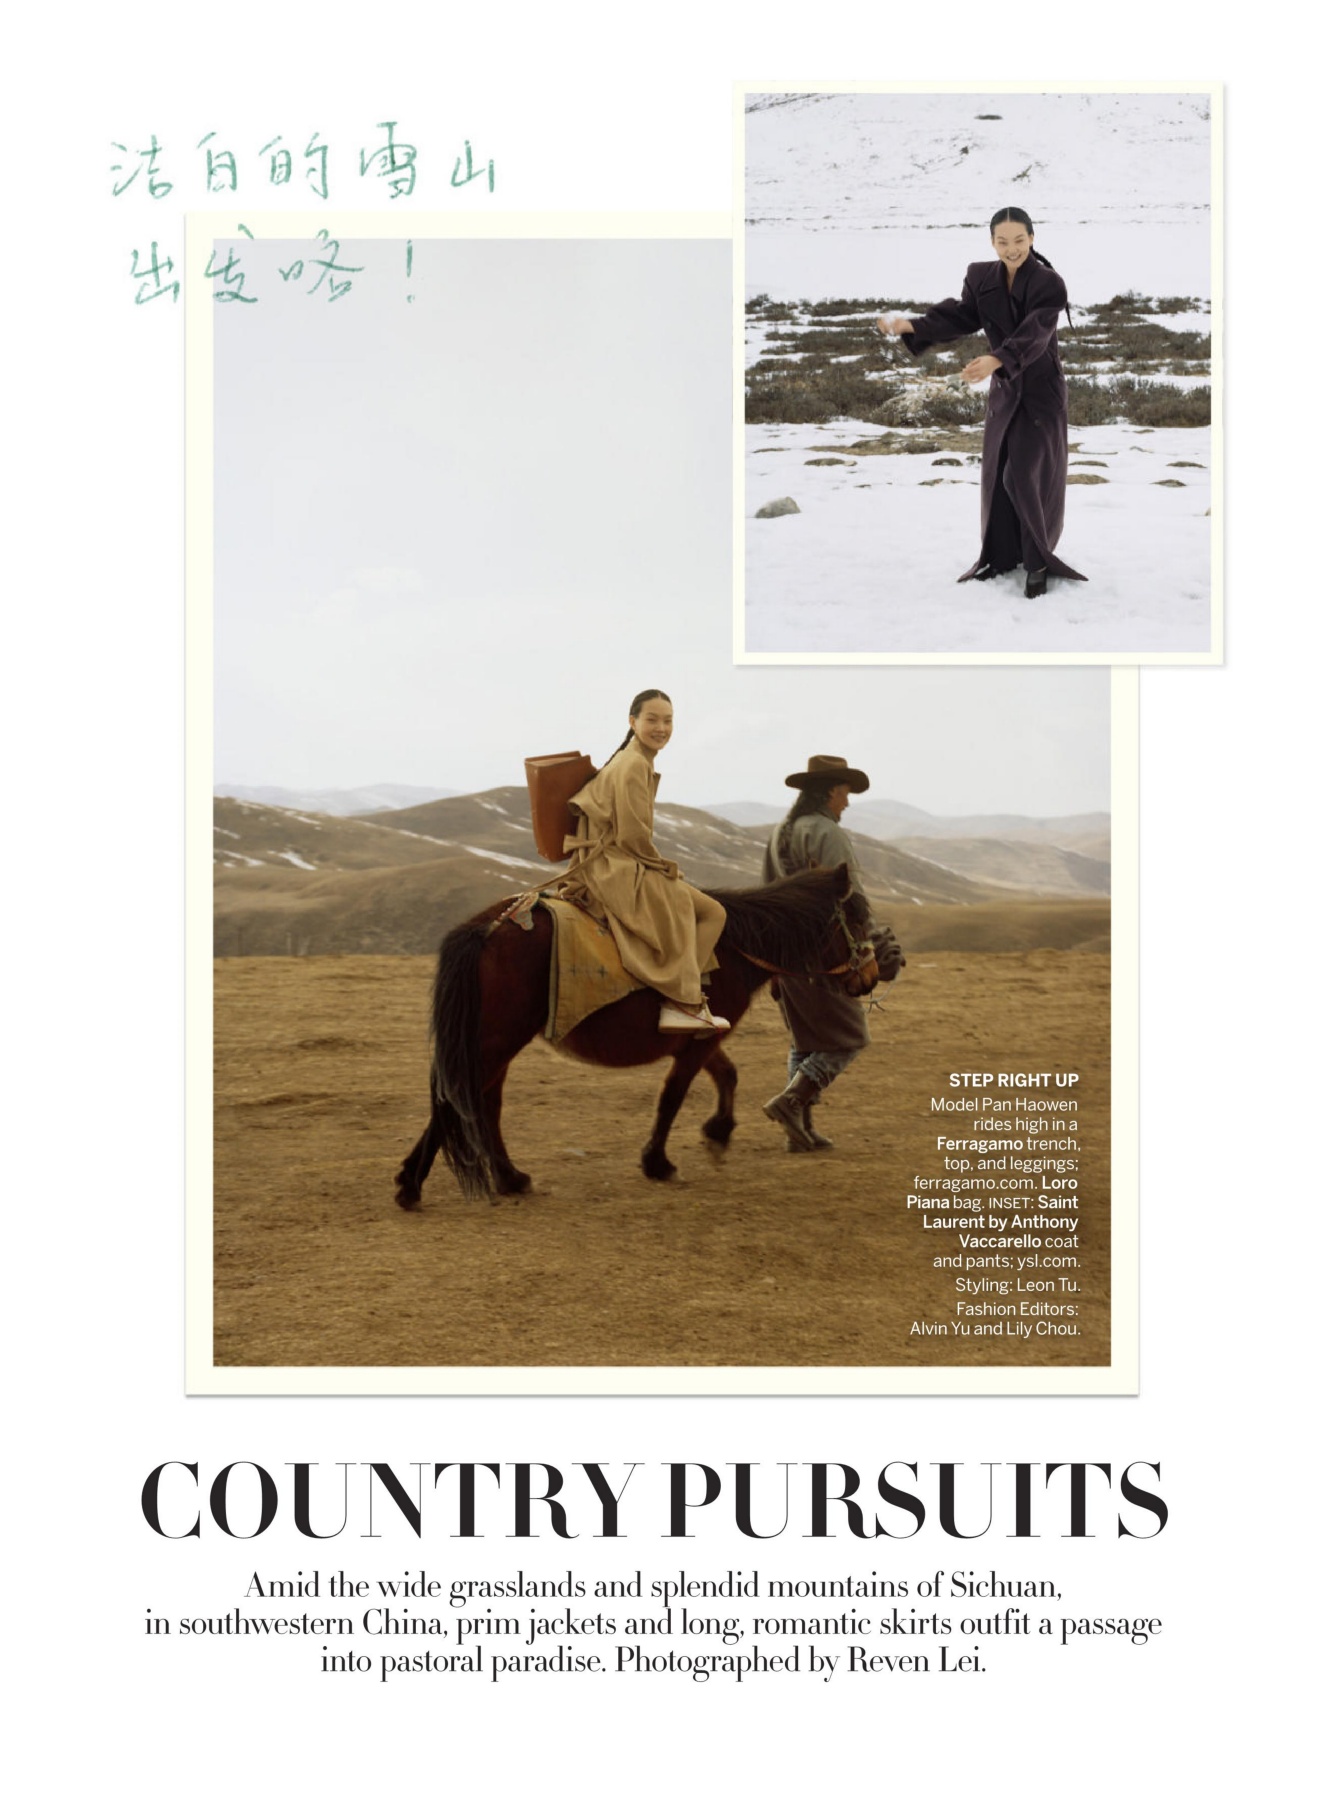 洁白的雪山
出发咯！
STEP RIGHT UP
Model Pan Haowen
rides high in a
Ferragamo trench,
top, and leggings;
ferragamo.com. Loro
Piana bag. INSET: Saint
Laurent by Anthony
Vaccarello coat
and pants; ysl.com.
Styling: Leon Tu.
Fashion Editors:
Alvin Yu and Lily Chou.
COUNTRY PURSUITS
Amid the wide grasslands and splendid mountains of Sichuan,
in southwestern China, prim jackets and long, romantic skirts outfit a passage
into pastoral paradise. Photographed by Reven Lei.